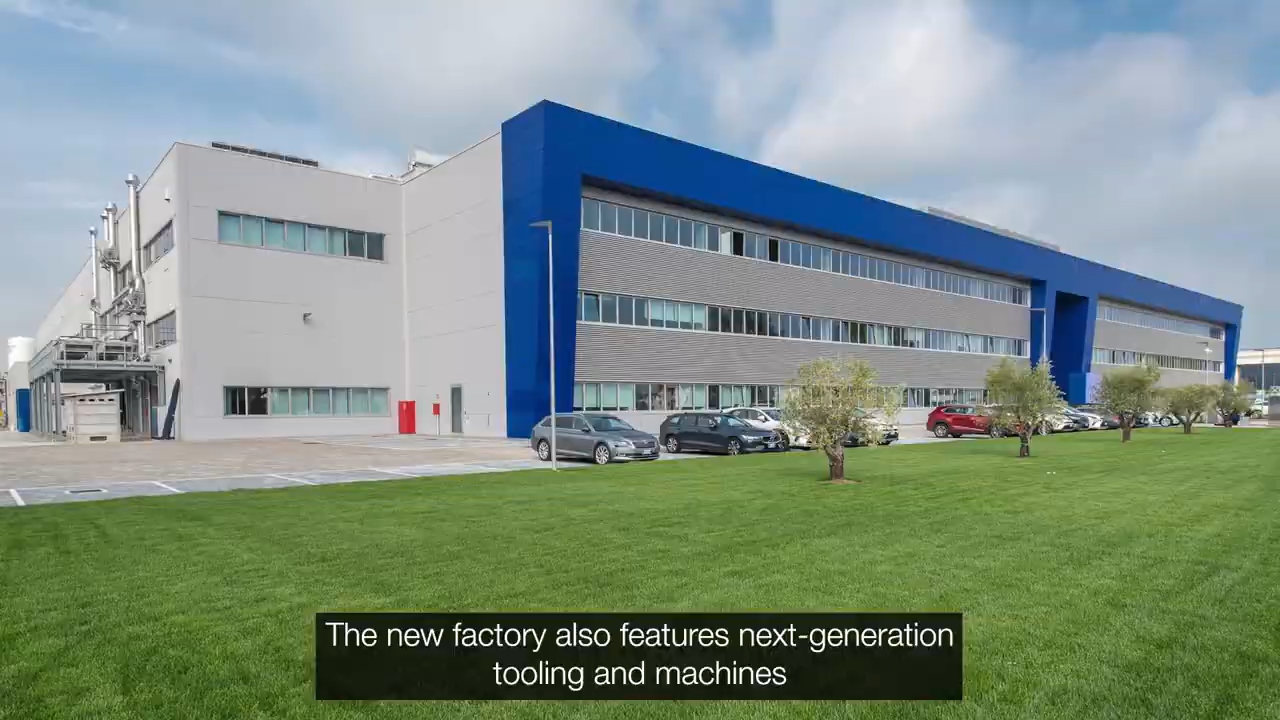 The new factory also features next-generation
tooling and machines